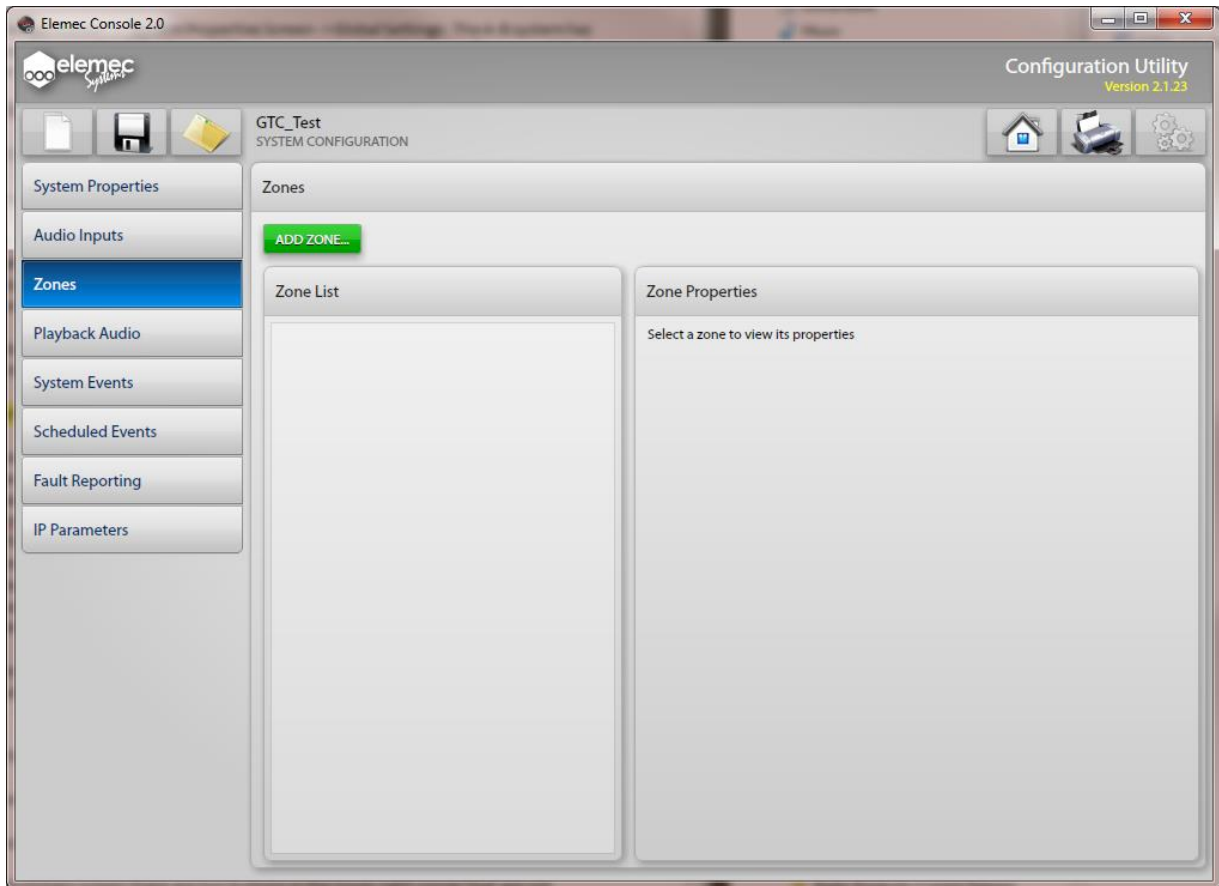 Elemec Console 2.0
elemec
Systems
Configuration Utility
Version 2.1.23
GTC_Test
SYSTEM CONFIGURATION
System Properties
Audio Inputs
Zones
Playback Audio
System Events
Scheduled Events
Fault Reporting
IP Parameters
Zones
ADD ZONE...
Zone List
Zone Properties
Select a zone to view its properties